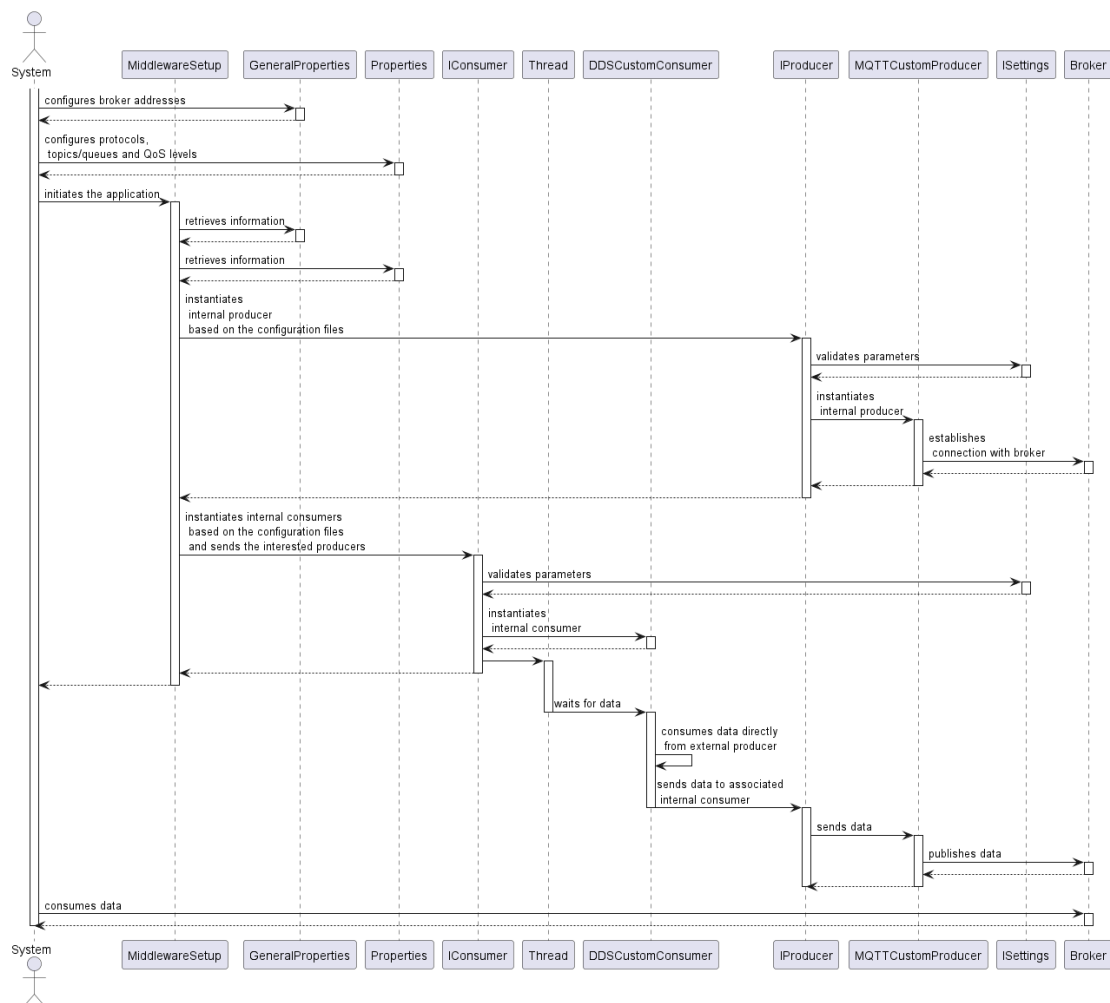 System
MiddlewareSetup
GeneralProperties
Properties
IConsumer
Thread
DDSCustomConsumer
IProducer
MQTTCustomProducer
ISettings
Broker
configures broker addresses
configures protocols,
topics/queues and QoS levels
initiates the application
retrieves information
retrieves information
instantiates
internal producer
based on the configuration files
validates parameters
instantiates
internal producer
establishes
connection with broker
instantiates internal consumers
based on the configuration files
and sends the interested producers
validates parameters
instantiates
internal consumer
waits for data
consumes data directly
from external producer
sends data to associated
internal consumer
sends data
publishes data
consumes data
System
MiddlewareSetup
GeneralProperties
Properties
IConsumer
Thread
DDSCustomConsumer
IProducer
MQTTCustomProducer
ISettings
Broker